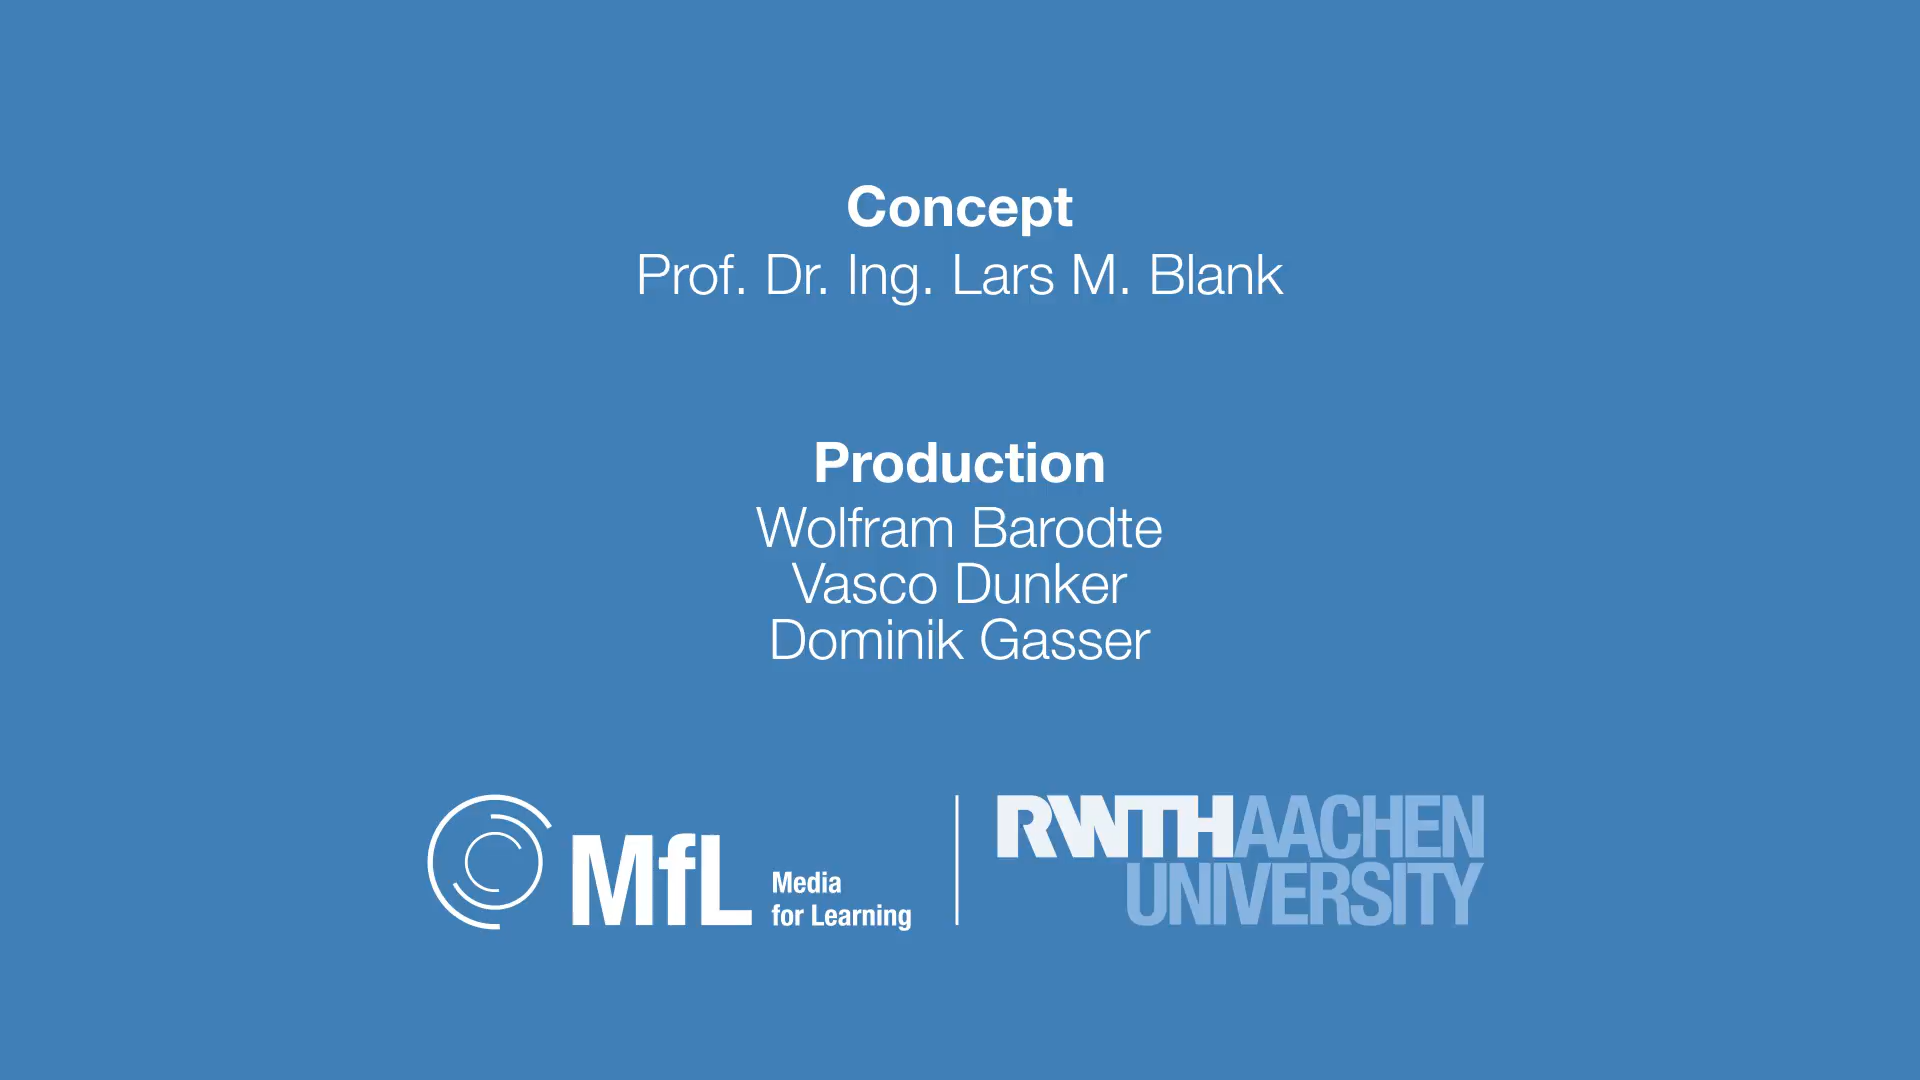 Concept
Prof. Dr. Ing. Lars M. Blank
Production
Wolfram Barodte
Vasco Dunker
Dominik Gasser
MfL Media
for Learning
RWTHAACHEN
UNIVERSITY